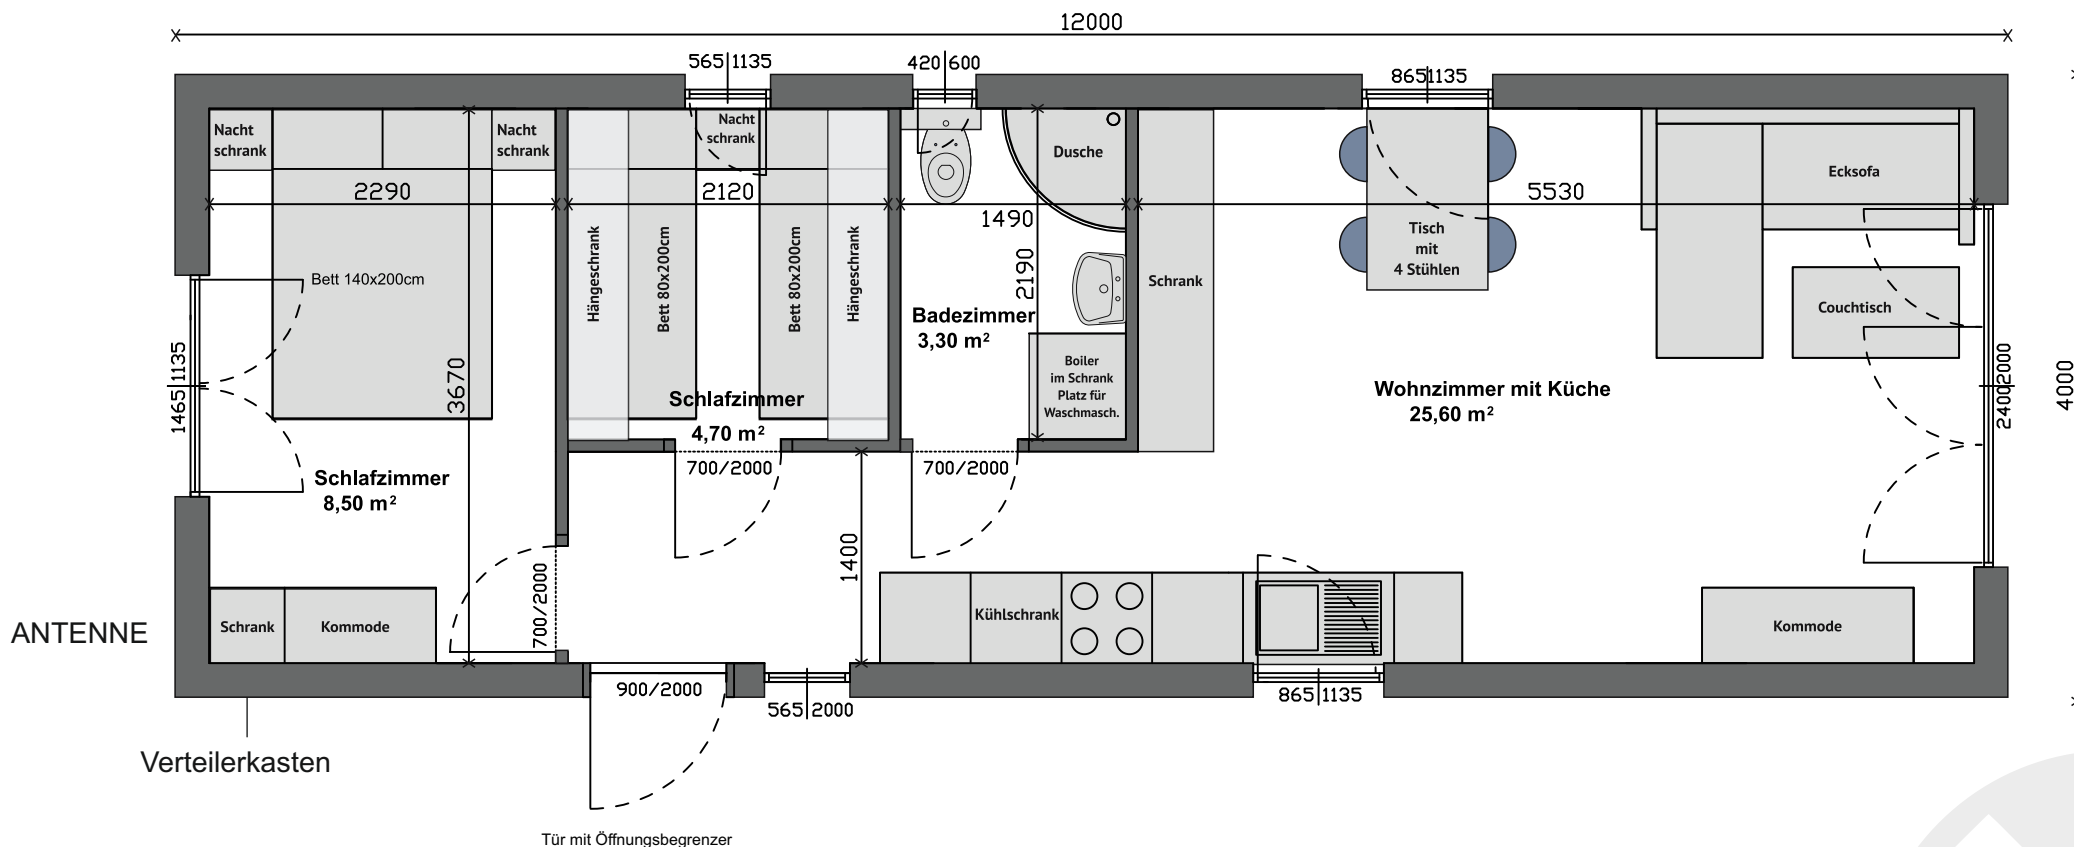 12000
565 1135
420 600
865 1135
Nacht
schrank
Nacht
schrank
Nacht
schrank
Dusche
Ecksofa
2290
2120
1490
5530
Tisch
mit
4 Stühlen
Hängeschrank
Bett 80x200cm
Bett 80x200cm
Hängeschrank
2190
Schrank
Bett 140x200cm
Couchtisch
Badezimmer
3,30 m²
1465 1135
3670
Boiler
im Schrank
Platz für
Waschmasch.
Schlafzimmer
4,70 m²
Wohnzimmer mit Küche
25,60 m²
2400 2000
4000
Schlafzimmer
8,50 m²
700/2000
700/2000
700/2000
1400
Kühlschrank
ANTENNE
Schrank
Kommode
Kommode
900/2000
565 2000
865 1135
Verteilerkasten
Tür mit Öffnungsbegrenzer